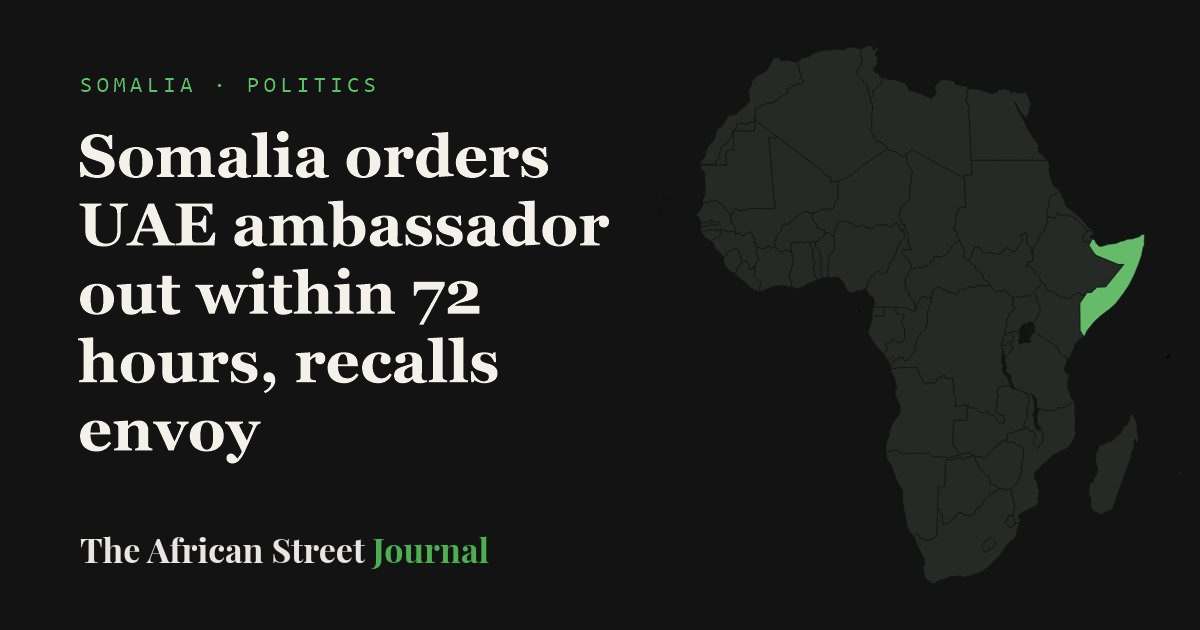 SOMALIA · POLITICS
Somalia orders
UAE ambassador
out within 72
hours, recalls
envoy
The African Street Journal